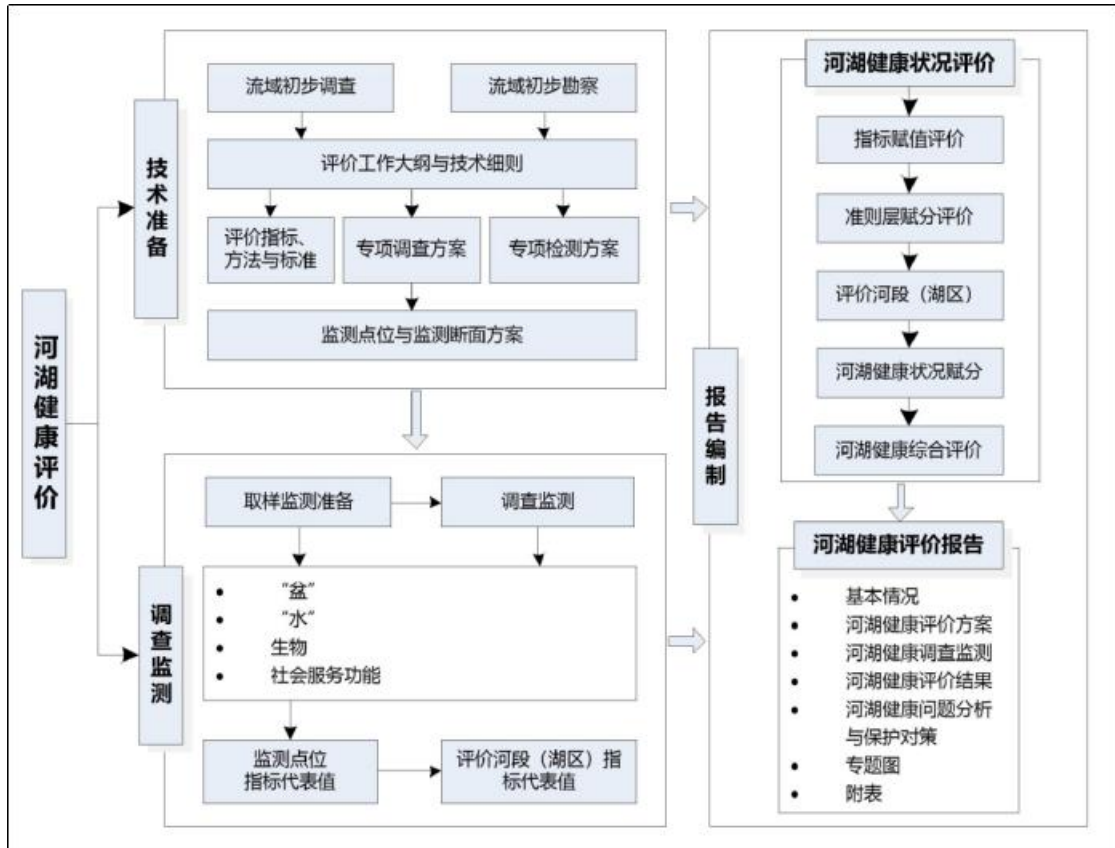 河湖健康评价
技术准备
流域初步调查
流域初步勘察
评价工作大纲与技术细则
评价指标、
方法与标准
专项调查方案
专项检测方案
监测点位与监测断面方案
调查监测
取样监测准备
调查监测
• “盆”
• “水”
• 生物
• 社会服务功能
监测点位
指标代表值
评价河段（湖区）指
标代表值
报告编制
河湖健康状况评价
指标赋值评价
准则层赋分评价
评价河段（湖区）
河湖健康状况赋分
河湖健康综合评价
河湖健康评价报告
• 基本情况
• 河湖健康评价方案
• 河湖健康调查监测
• 河湖健康评价结果
• 河湖健康问题分析
与保护对策
• 专题图
• 附表